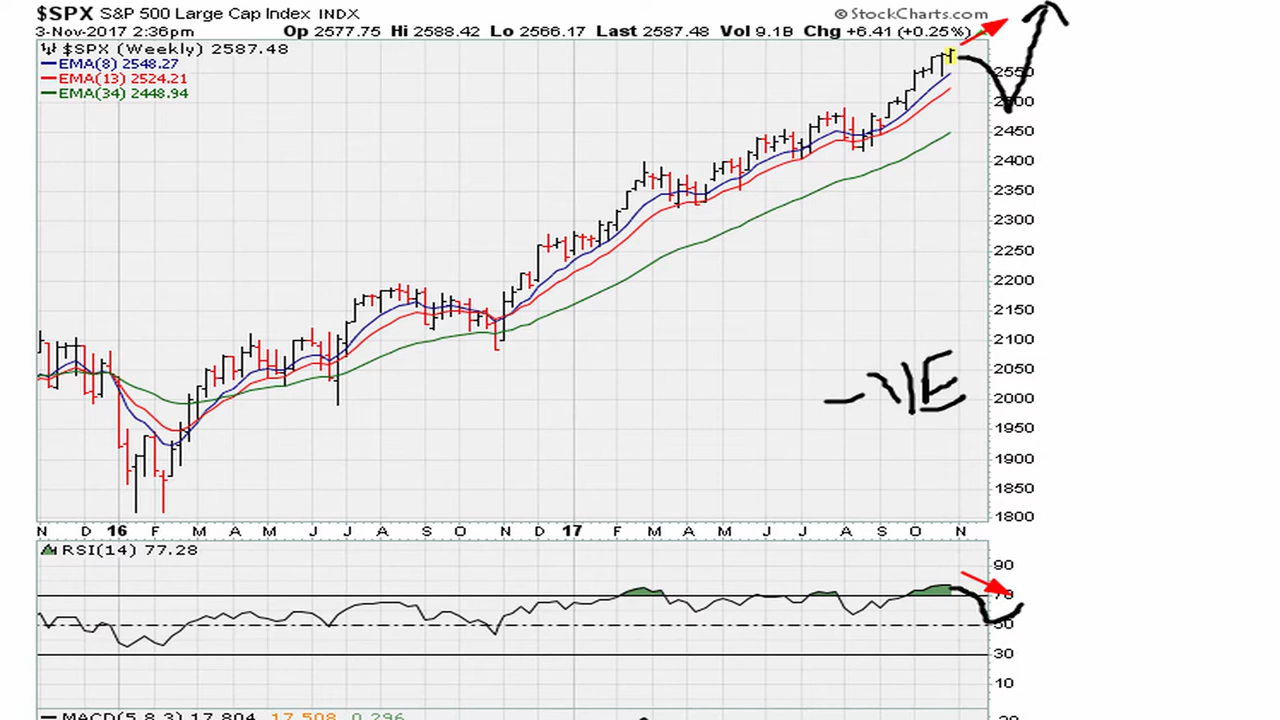 $SPX S&P 500 Large Cap Index INDX © StockCharts.com
3-Nov-2017 2:36pm Op 2577.75 Hi 2588.42 Lo 2566.17 Last 2587.48 Vol 9.1B Chg +6.41 (+0.25%)
$SPX (Weekly) 2587.48
EMA(8) 2548.27
EMA(13) 2524.21
EMA(34) 2448.94
2550
2500
2450
2400
2350
2300
2250
2200
2150
2100
2050
2000
1950
1900
1850
1800
-VE
N D 16 F M A M J J A S O N D 17 F M A M J J A S O N
RSI(14) 77.28
90
70
50
30
10
MACD(5,8,3) 17.804 17.508 0.296